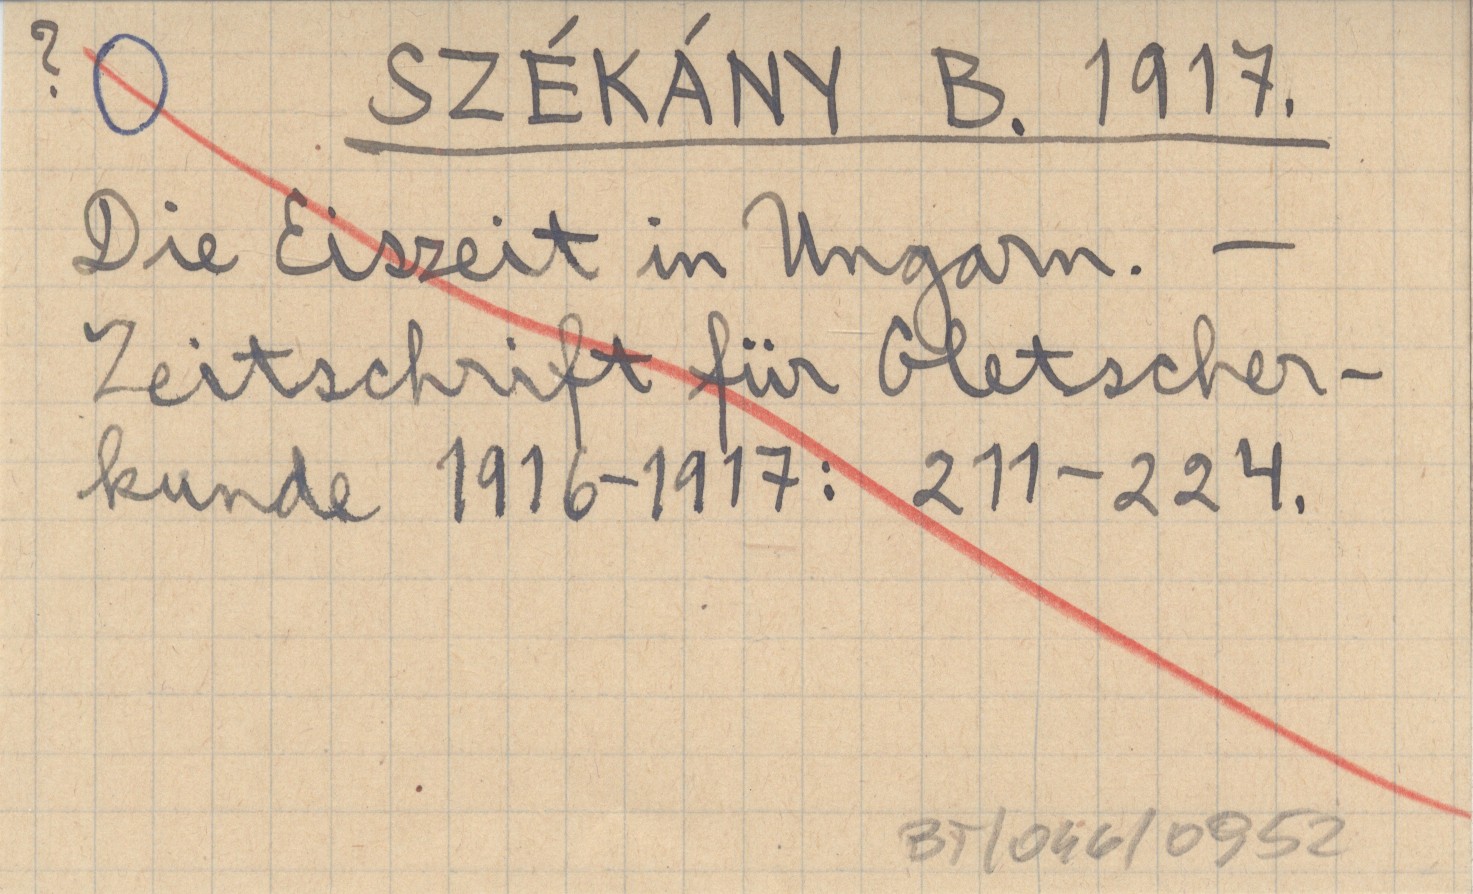 ? SZÉKÁNY B. 1917.
Die Eiszeit in Ungarn. —
Zeitschrift für Gletscher-
kunde 1916-1917: 211-224.
BT/046/0952